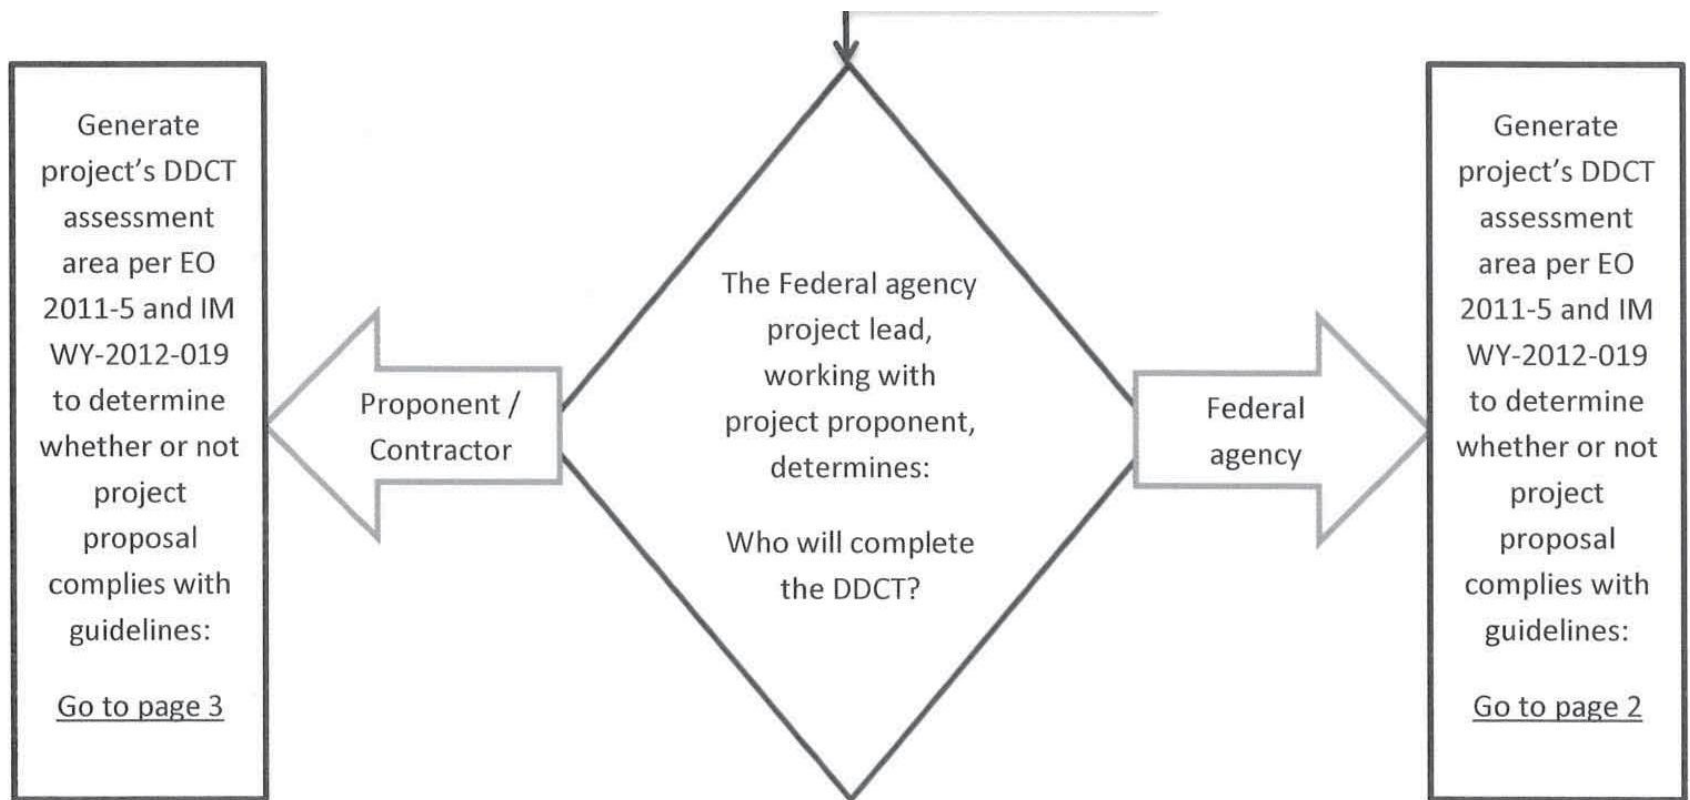 Generate
project's DDCT
assessment
area per EO
2011-5 and IM
WY-2012-019
to determine
whether or not
project
proposal
complies with
guidelines:
Go to page 3
Proponent /
Contractor
The Federal agency
project lead,
working with
project proponent,
determines:
Who will complete
the DDCT?
Federal
agency
Generate
project's DDCT
assessment
area per EO
2011-5 and IM
WY-2012-019
to determine
whether or not
project
proposal
complies with
guidelines:
Go to page 2